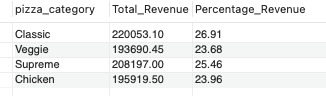 pizza_category Total_Revenue Percentage_Revenue
Classic 220053.10 26.91
Veggie 193690.45 23.68
Supreme 208197.00 25.46
Chicken 195919.50 23.96